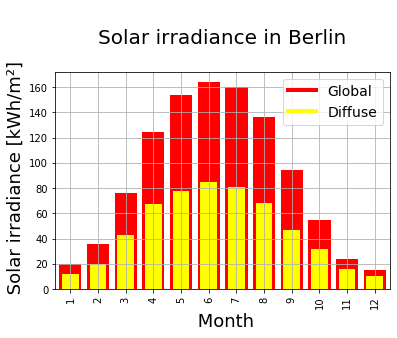 Solar irradiance in Berlin
Solar irradiance [kWh/m²]
160
140
120
100
80
60
40
20
0
Global
Diffuse
1 2 3 4 5 6 7 8 9 10 11 12
Month